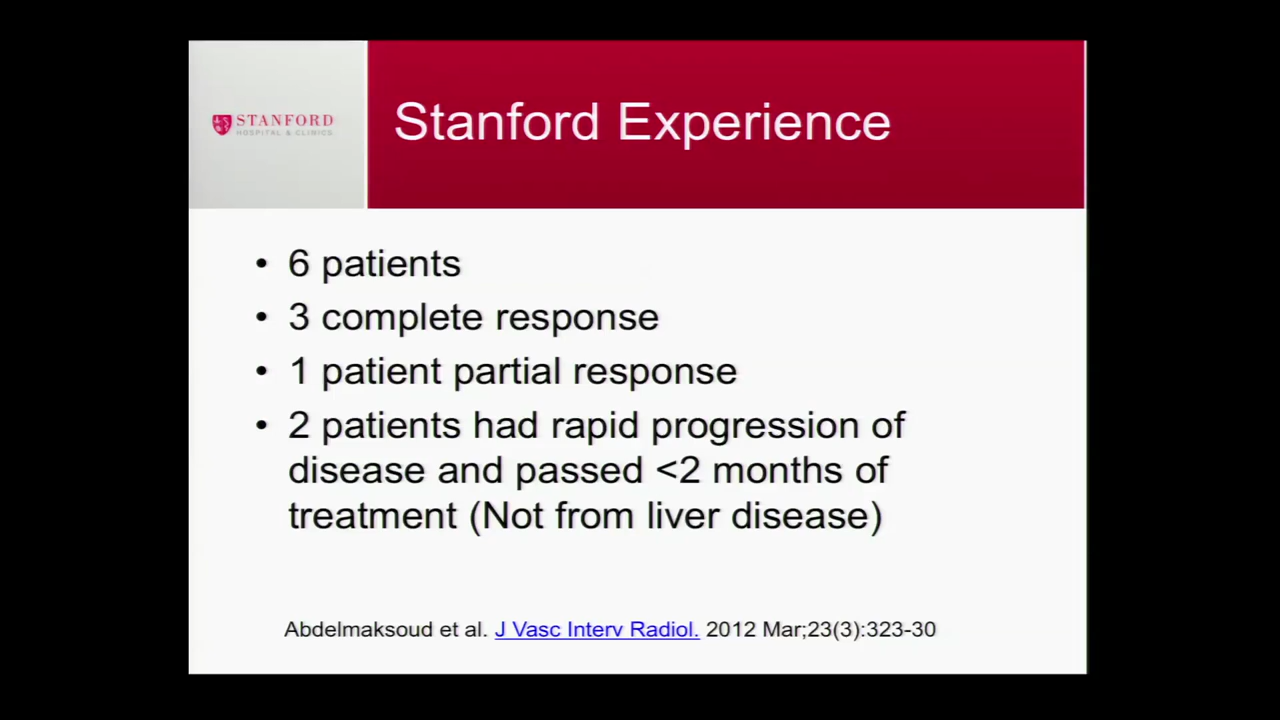 STANFORD
HOSPITAL & CLINICS
Stanford Experience
• 6 patients
• 3 complete response
• 1 patient partial response
• 2 patients had rapid progression of
disease and passed <2 months of
treatment (Not from liver disease)
Abdelmaksoud et al. J Vasc Interv Radiol. 2012 Mar;23(3):323-30